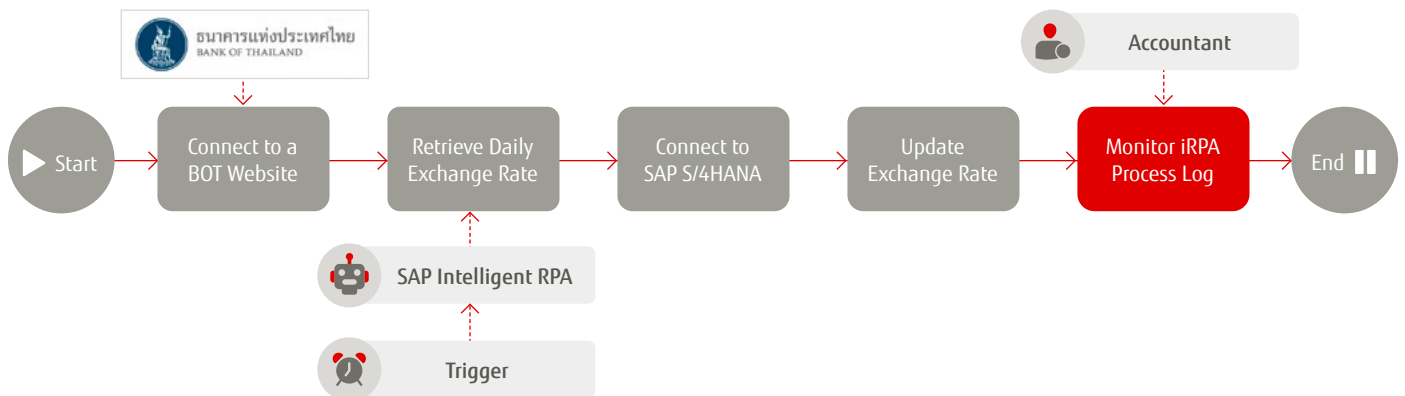 ธนาคารแห่งประเทศไทย
BANK OF THAILAND
Accountant
Start
Connect to a
BOT Website
Retrieve Daily
Exchange Rate
Connect to
SAP S/4HANA
Update
Exchange Rate
Monitor iRPA
Process Log
End
SAP Intelligent RPA
Trigger